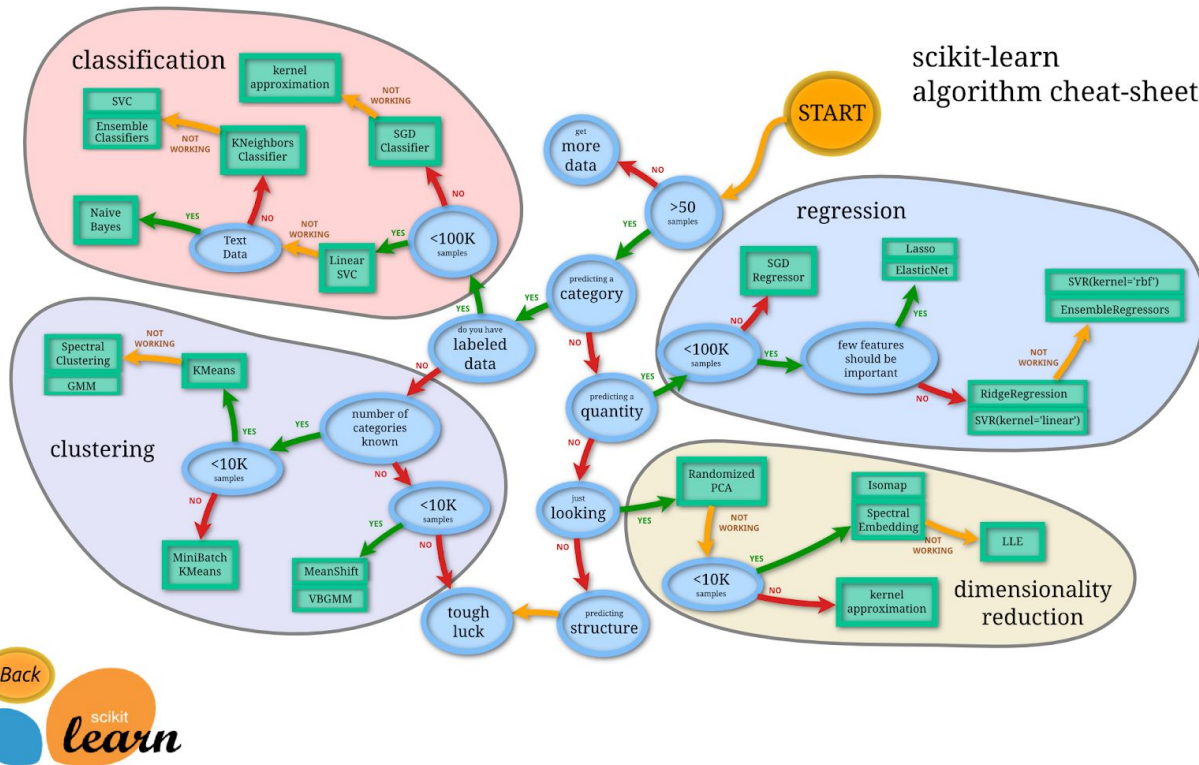 scikit-learn
algorithm cheat-sheet
START
get
more
data
NO
>50
samples
YES
predicting a
category
YES
NO
do you have
labeled
data
YES
NO
predicting a
quantity
YES
NO
just
looking
YES
NO
predicting
structure
tough
luck
classification
kernel
approximation
NOT
WORKING
SGD
Classifier
NO
<100K
samples
YES
Linear
SVC
NOT
WORKING
Text
Data
YES
Naive
Bayes
NO
KNeighbors
Classifier
NOT
WORKING
SVC
Ensemble
Classifiers
regression
<100K
samples
NO
SGD
Regressor
YES
few features
should be
important
YES
Lasso
ElasticNet
NO
RidgeRegression
SVR(kernel='linear')
NOT
WORKING
SVR(kernel='rbf')
EnsembleRegressors
clustering
number of
categories
known
YES
<10K
samples
YES
KMeans
NOT
WORKING
Spectral
Clustering
GMM
NO
MiniBatch
KMeans
NO
<10K
samples
YES
MeanShift
VBGMM
NO
dimensionality
reduction
Randomized
PCA
NOT
WORKING
<10K
samples
YES
Isomap
Spectral
Embedding
NOT
WORKING
LLE
NO
kernel
approximation
Back
scikit
learn